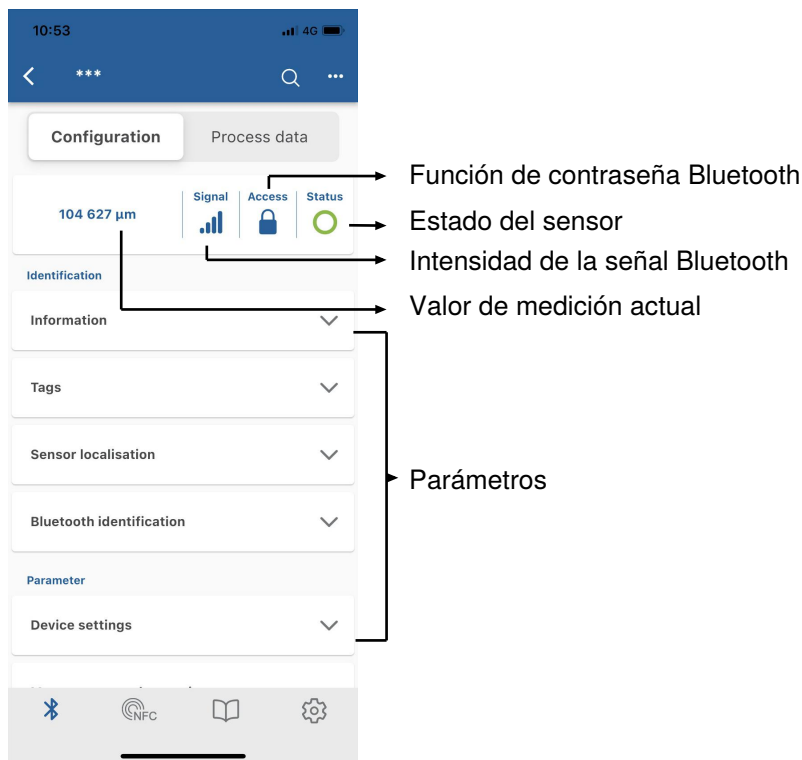 10:53
4G
***
Configuration
Process data
Función de contraseña Bluetooth
Signal
Access
Status
104 627 µm
Estado del sensor
Intensidad de la señal Bluetooth
Identification
Valor de medición actual
Information
Tags
Sensor localisation
Parámetros
Bluetooth identification
Parameter
Device settings
NFC